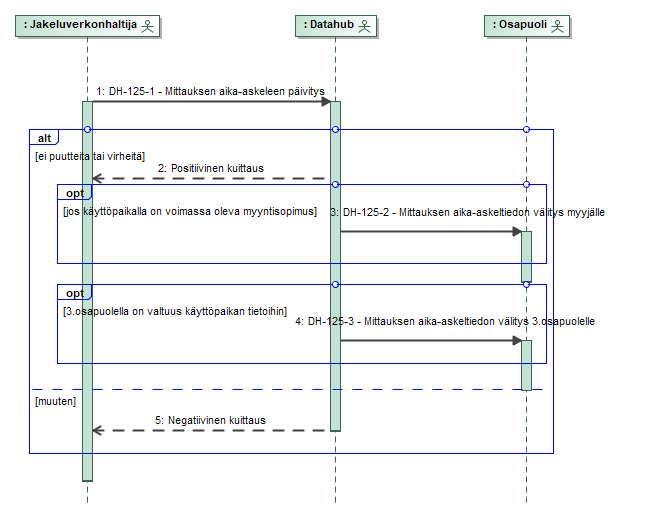 : Jakeluverkonhaltija
: Datahub
: Osapuoli
1: DH-125-1 - Mittauksen aika-askeleen päivitys
alt
[ei puutteita tai virheitä]
2: Positiivinen kuittaus
opt
[jos käyttöpaikalla on voimassa oleva myyntisopimus]
3: DH-125-2 - Mittauksen aika-askeltiedon välitys myyjälle
opt
[3.osapuolella on valtuus käyttöpaikan tietoihin]
4: DH-125-3 - Mittauksen aika-askeltiedon välitys 3.osapuolelle
[muuten]
5: Negatiivinen kuittaus